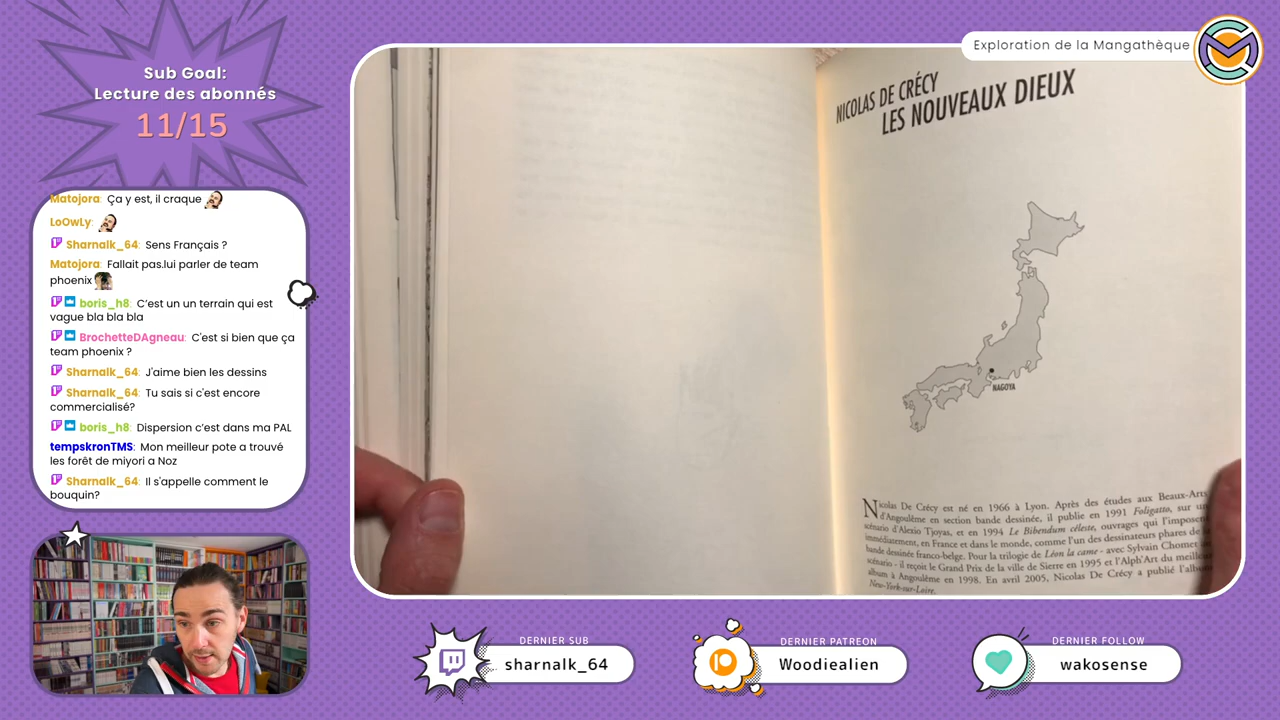 Sub Goal:
Lecture des abonnés
11/15
Exploration de la Mangathèque
Matojora: Ça y est, il craque
LoOwLy:
Sharnalk_64: Sens Français ?
Matojora: Fallait pas.lui parler de team
phoenix
boris_h8: C'est un un terrain qui est
vague bla bla bla
BrochetteDAgneau: C'est si bien que ça
team phoenix ?
Sharnalk_64: J'aime bien les dessins
Sharnalk_64: Tu sais si c'est encore
commercialisé?
boris_h8: Dispersion c'est dans ma PAL
tempskronTMS: Mon meilleur pote a trouvé
les forêt de miyori a Noz
Sharnalk_64: Il s'appelle comment le
bouquin?
NICOLAS DE CRÉCY
LES NOUVEAUX DIEUX
NAGOYA
Nicolas De Crécy est né en 1966 à Lyon. Après des études aux Beaux-Arts
d'Angoulême en section bande dessinée, il publie en 1991 Foligatto, sur un
scénario d'Alexio Tjoyas, et en 1994 Le Bibendum céleste, ouvrages qui l'imposent
immédiatement, en France et dans le monde, comme l'un des dessinateurs phares de la
bande dessinée franco-belge. Pour la trilogie de Léon la came - avec Sylvain Chomet au
scénario - il reçoit le Grand Prix de la ville de Sierre en 1995 et l'Alph'Art du meilleur
album à Angoulême en 1998. En avril 2005, Nicolas De Crécy a publié l'album
New-York-sur-Loire.
DERNIER SUB
sharnalk_64
DERNIER PATREON
Woodiealien
DERNIER FOLLOW
wakosense